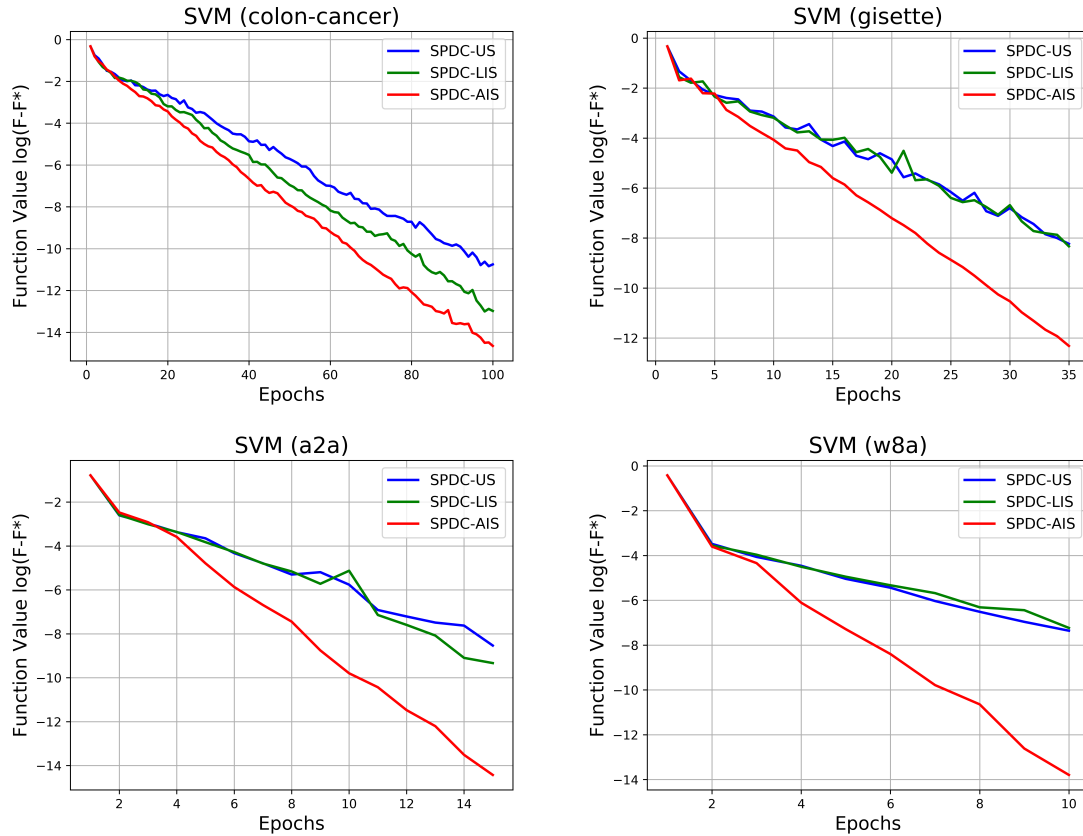 SVM (colon-cancer)
Function Value log(F-F*)
0
−2
−4
−6
−8
−10
−12
−14
SPDC-US
SPDC-LIS
SPDC-AIS
0 20 40 60 80 100
Epochs
SVM (gisette)
Function Value log(F-F*)
0
−2
−4
−6
−8
−10
−12
SPDC-US
SPDC-LIS
SPDC-AIS
0 5 10 15 20 25 30 35
Epochs
SVM (a2a)
Function Value log(F-F*)
−2
−4
−6
−8
−10
−12
−14
SPDC-US
SPDC-LIS
SPDC-AIS
2 4 6 8 10 12 14
Epochs
SVM (w8a)
Function Value log(F-F*)
0
−2
−4
−6
−8
−10
−12
−14
SPDC-US
SPDC-LIS
SPDC-AIS
2 4 6 8 10
Epochs